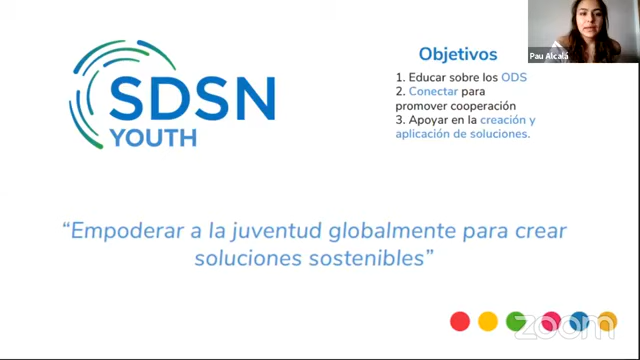 SDSN
YOUTH
Objetivos
1. Educar sobre los ODS
2. Conectar para
promover cooperación
3. Apoyar en la creación y
aplicación de soluciones.
Pau Alcalá
“Empoderar a la juventud globalmente para crear
soluciones sostenibles”
zoom